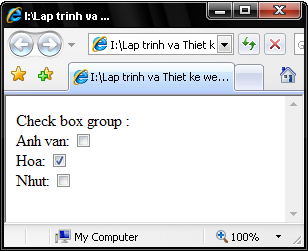 I:\Lap trinh va ...
I:\Lap trinh va Thiet k
G
I:\Lap trinh va Thiet ke we...
Check box group :
Anh van:
Hoa:
Nhut:
My Computer
100%